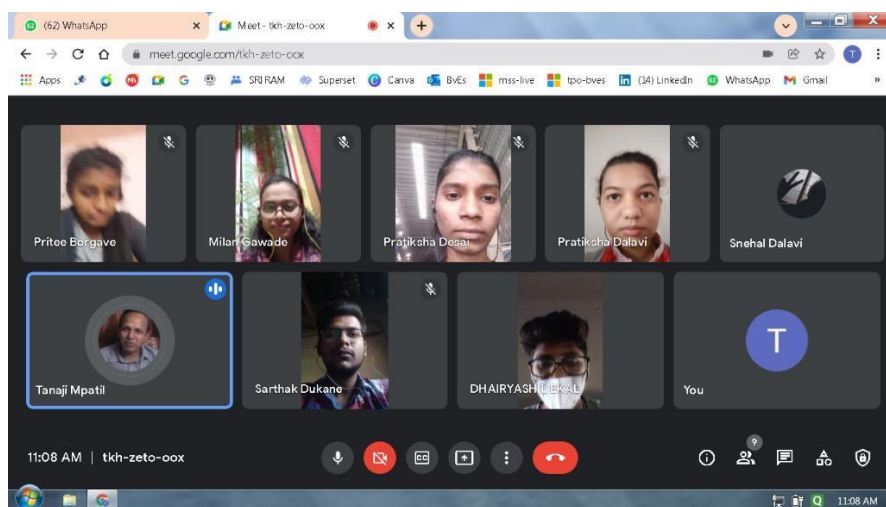 (62) WhatsApp
Meet - tkh-zeto-oox
meet.google.com/tkh-zeto-oox
Apps SRI RAM Superset Canva BvEs mss-live tpo-bves (14) LinkedIn WhatsApp Gmail »
Pritee Borgave
Milan Gawade
Pratiksha Desai
Pratiksha Dalavi
Snehal Dalavi
Tanaji Mpatil
Sarthak Dukane
DHAIRYASHIL EKAL
T
You
11:08 AM | tkh-zeto-oox
9
11:08 AM